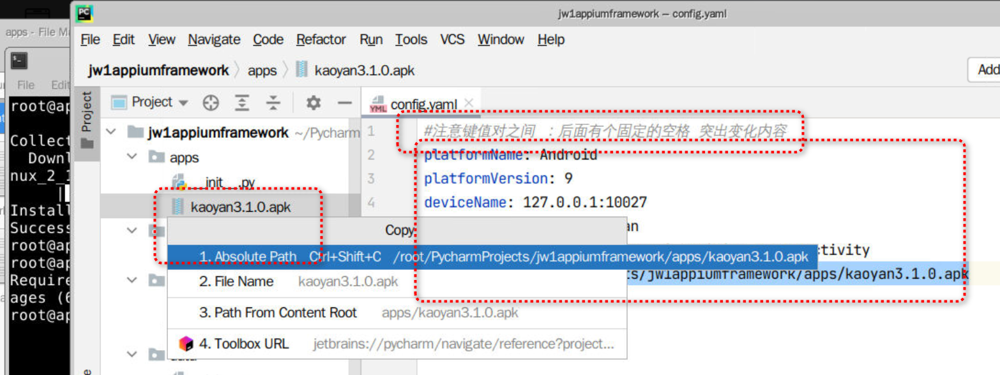 jw1appiumframework – config.yaml
apps - File
File Edit View Navigate Code Refactor Run Tools VCS Window Help
jw1appiumframework 〉 apps 〉 kaoyan3.1.0.apk
Add
File Edit
Project
Project
config.yaml
jw1appiumframework ~/Pycharm
apps
__init__.py
kaoyan3.1.0.apk
1 #注意键值对之间 ：后面有个固定的空格 突出变化内容
2 platformName: Android
3 platformVersion: 9
4 deviceName: 127.0.0.1:10027
an
ctivity
ts/jw1appiumframework/apps/kaoyan3.1.0.apk
Copy
1. Absolute Path Ctrl+Shift+C /root/PycharmProjects/jw1appiumframework/apps/kaoyan3.1.0.apk
2. File Name kaoyan3.1.0.apk
3. Path From Content Root apps/kaoyan3.1.0.apk
4. Toolbox URL jetbrains://pycharm/navigate/reference?project...
root@ap
Collect
Downl
nux_2_1
Install
Success
root@ap
root@ap
Require
ages (6
root@ap